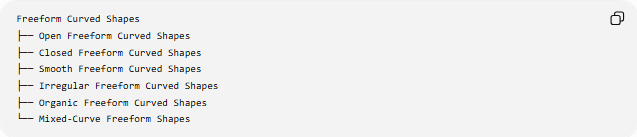 Freeform Curved Shapes
├── Open Freeform Curved Shapes
├── Closed Freeform Curved Shapes
├── Smooth Freeform Curved Shapes
├── Irregular Freeform Curved Shapes
├── Organic Freeform Curved Shapes
└── Mixed-Curve Freeform Shapes